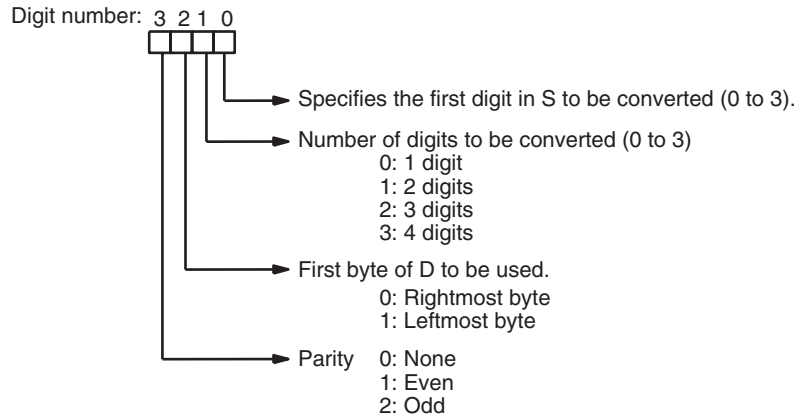 Digit number: 3 2 1 0
Specifies the first digit in S to be converted (0 to 3).
Number of digits to be converted (0 to 3)
0: 1 digit
1: 2 digits
2: 3 digits
3: 4 digits
First byte of D to be used.
0: Rightmost byte
1: Leftmost byte
Parity 0: None
1: Even
2: Odd